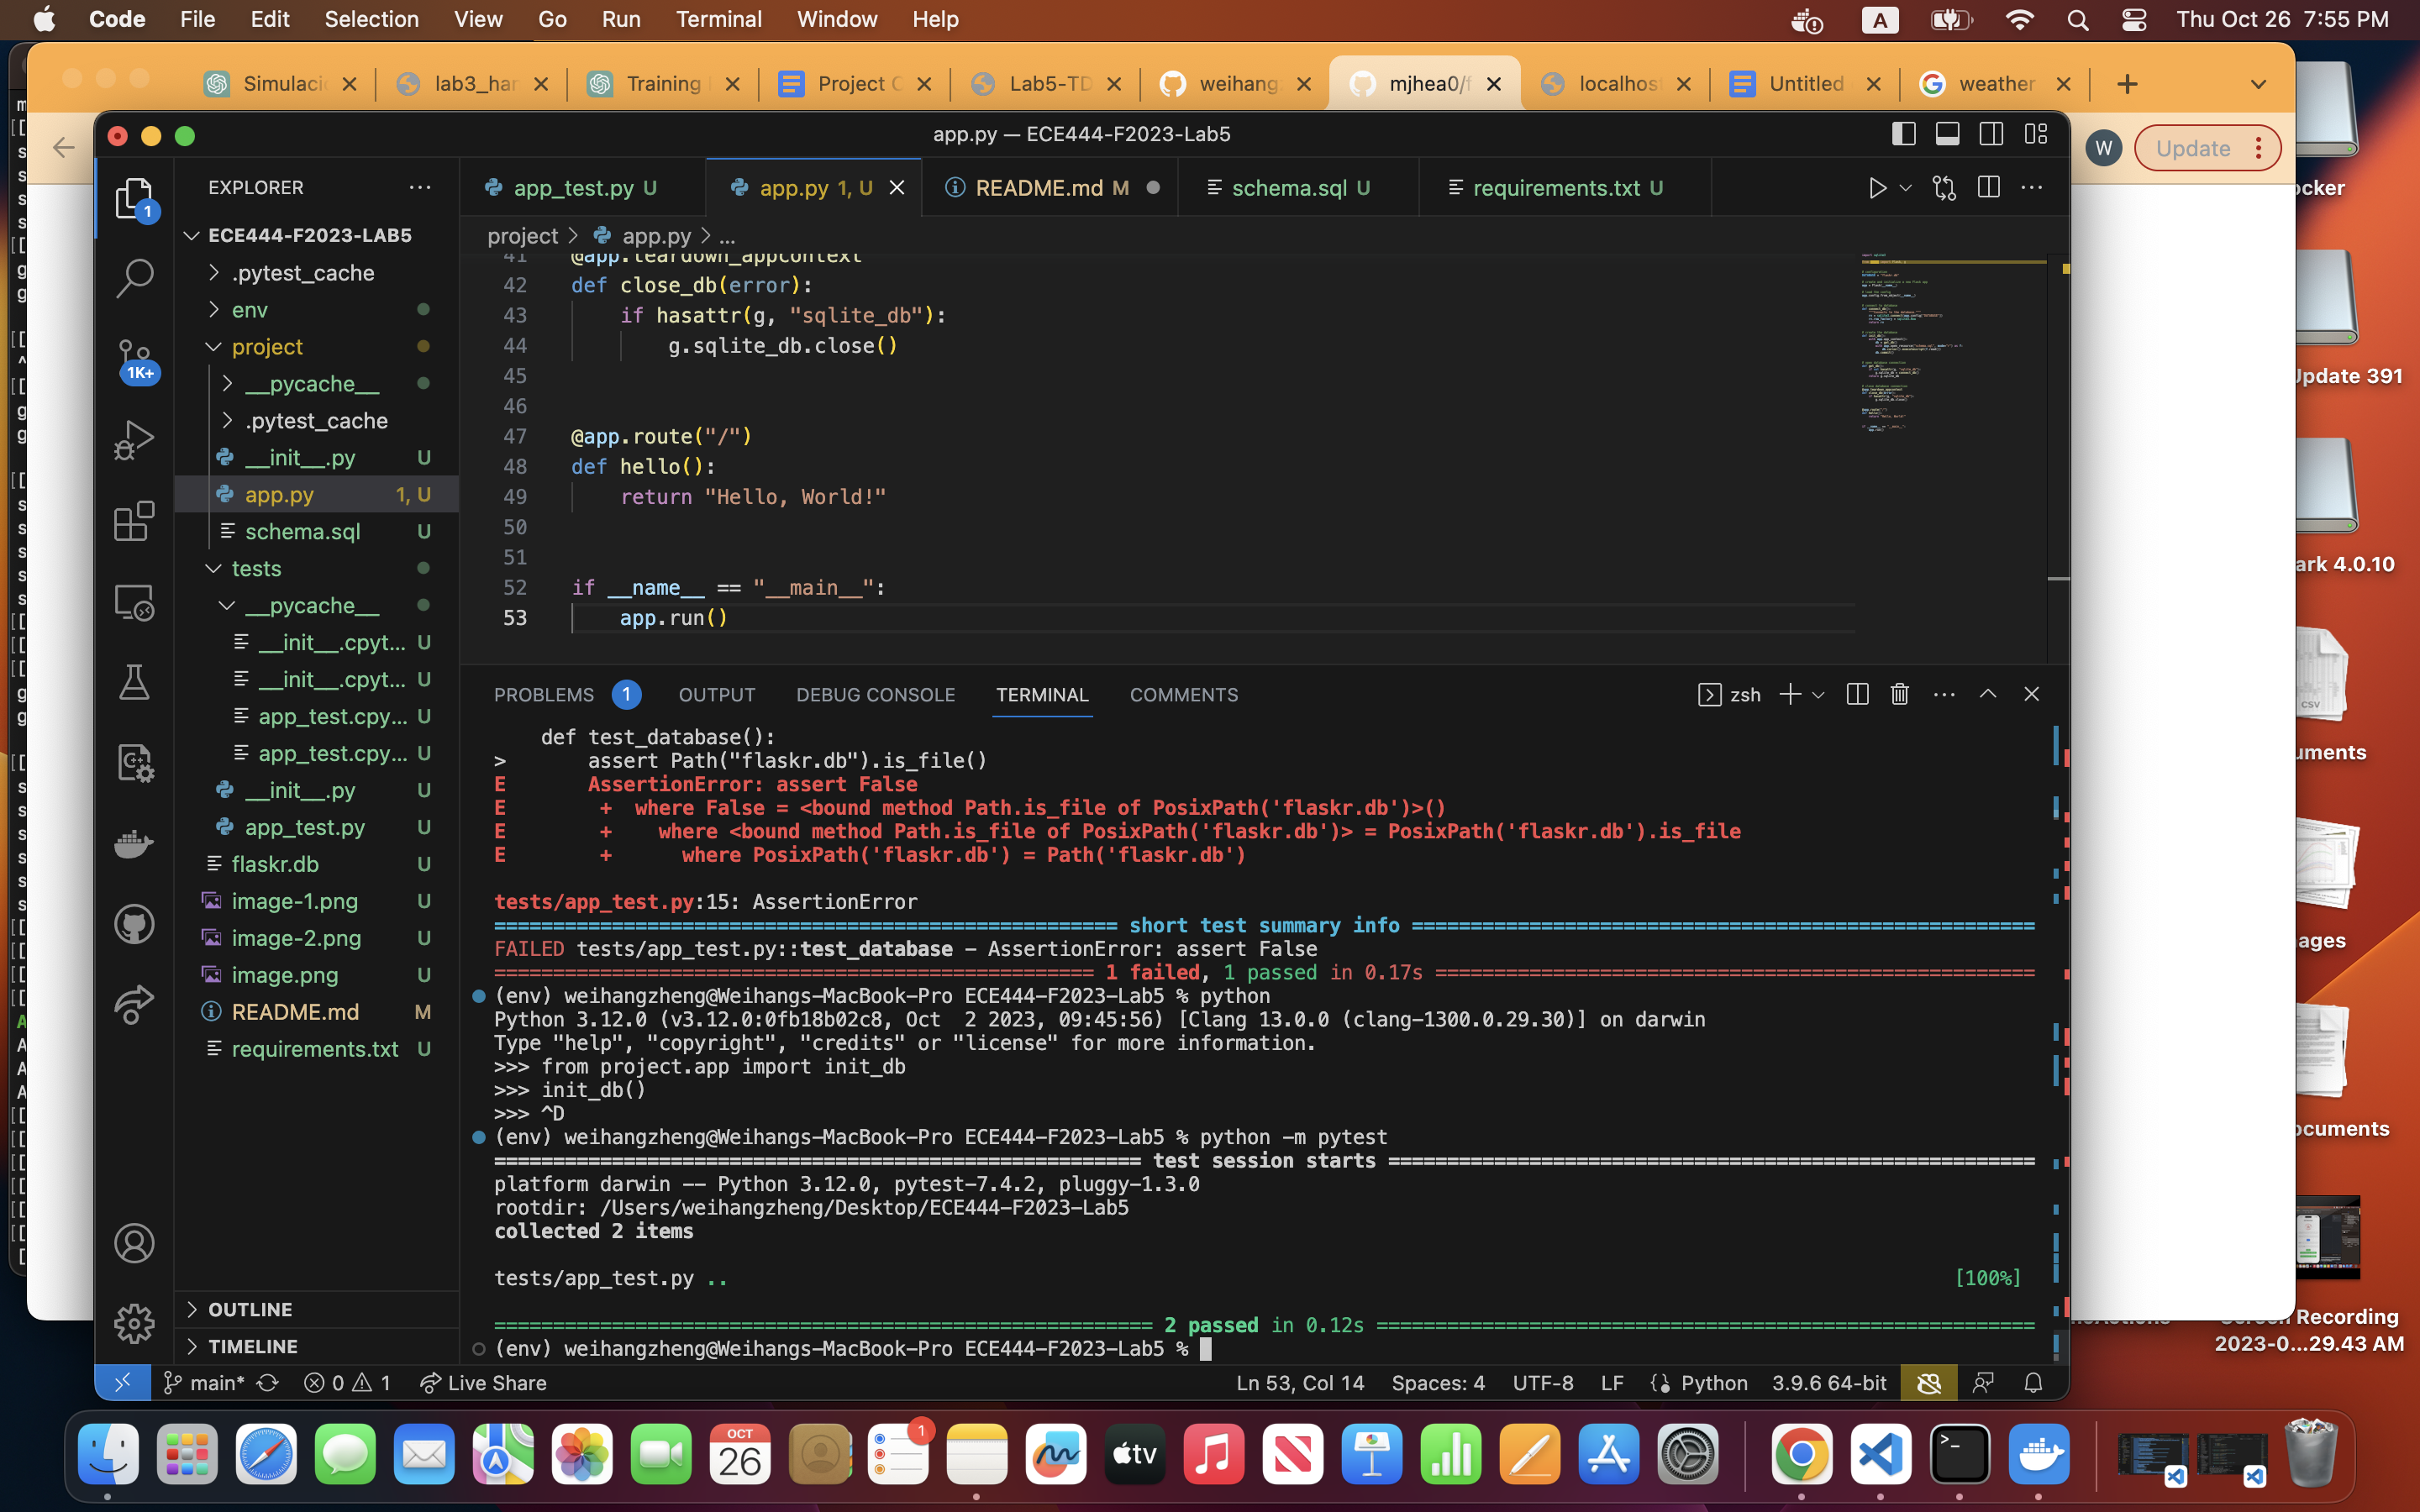 Code File Edit Selection View Go Run Terminal Window Help A Thu Oct 26 7:55 PM
Simulaci lab3_har Training Project C Lab5-TD weihang mjhea0/f localhos Untitled weather
app.py — ECE444-F2023-Lab5
W Update
EXPLORER
app_test.py U app.py 1, U README.md M schema.sql U requirements.txt U
project > app.py > ...
ECE444-F2023-LAB5
.pytest_cache
env
project
__pycache__
.pytest_cache
__init__.py U
app.py 1, U
schema.sql U
tests
__pycache__
__init__.cpyt... U
__init__.cpyt... U
app_test.cpy... U
app_test.cpy... U
__init__.py U
app_test.py U
flaskr.db U
image-1.png U
image-2.png U
image.png U
README.md M
requirements.txt U
OUTLINE
TIMELINE
1
1K+
41 @app.teardown_appcontext
42 def close_db(error):
43 if hasattr(g, "sqlite_db"):
44 g.sqlite_db.close()
45
46
47 @app.route("/")
48 def hello():
49 return "Hello, World!"
50
51
52 if __name__ == "__main__":
53 app.run()
PROBLEMS 1 OUTPUT DEBUG CONSOLE TERMINAL COMMENTS zsh
def test_database():
> assert Path("flaskr.db").is_file()
E AssertionError: assert False
E + where False = <bound method Path.is_file of PosixPath('flaskr.db')>()
E + where <bound method Path.is_file of PosixPath('flaskr.db')> = PosixPath('flaskr.db').is_file
E + where PosixPath('flaskr.db') = Path('flaskr.db')
tests/app_test.py:15: AssertionError
short test summary info
FAILED tests/app_test.py::test_database - AssertionError: assert False
1 failed, 1 passed in 0.17s
(env) weihangzheng@Weihangs-MacBook-Pro ECE444-F2023-Lab5 % python
Python 3.12.0 (v3.12.0:0fb18b02c8, Oct 2 2023, 09:45:56) [Clang 13.0.0 (clang-1300.0.29.30)] on darwin
Type "help", "copyright", "credits" or "license" for more information.
>>> from project.app import init_db
>>> init_db()
>>> ^D
(env) weihangzheng@Weihangs-MacBook-Pro ECE444-F2023-Lab5 % python -m pytest
test session starts
platform darwin -- Python 3.12.0, pytest-7.4.2, pluggy-1.3.0
rootdir: /Users/weihangzheng/Desktop/ECE444-F2023-Lab5
collected 2 items
tests/app_test.py .. [100%]
2 passed in 0.12s
(env) weihangzheng@Weihangs-MacBook-Pro ECE444-F2023-Lab5 %
main* 0 1 Live Share Ln 53, Col 14 Spaces: 4 UTF-8 LF Python 3.9.6 64-bit
ocker
Update 391
ark 4.0.10
CSV
uments
ages
ocuments
Screen Recording
2023-0...29.43 AM
OCT
26
1
tv